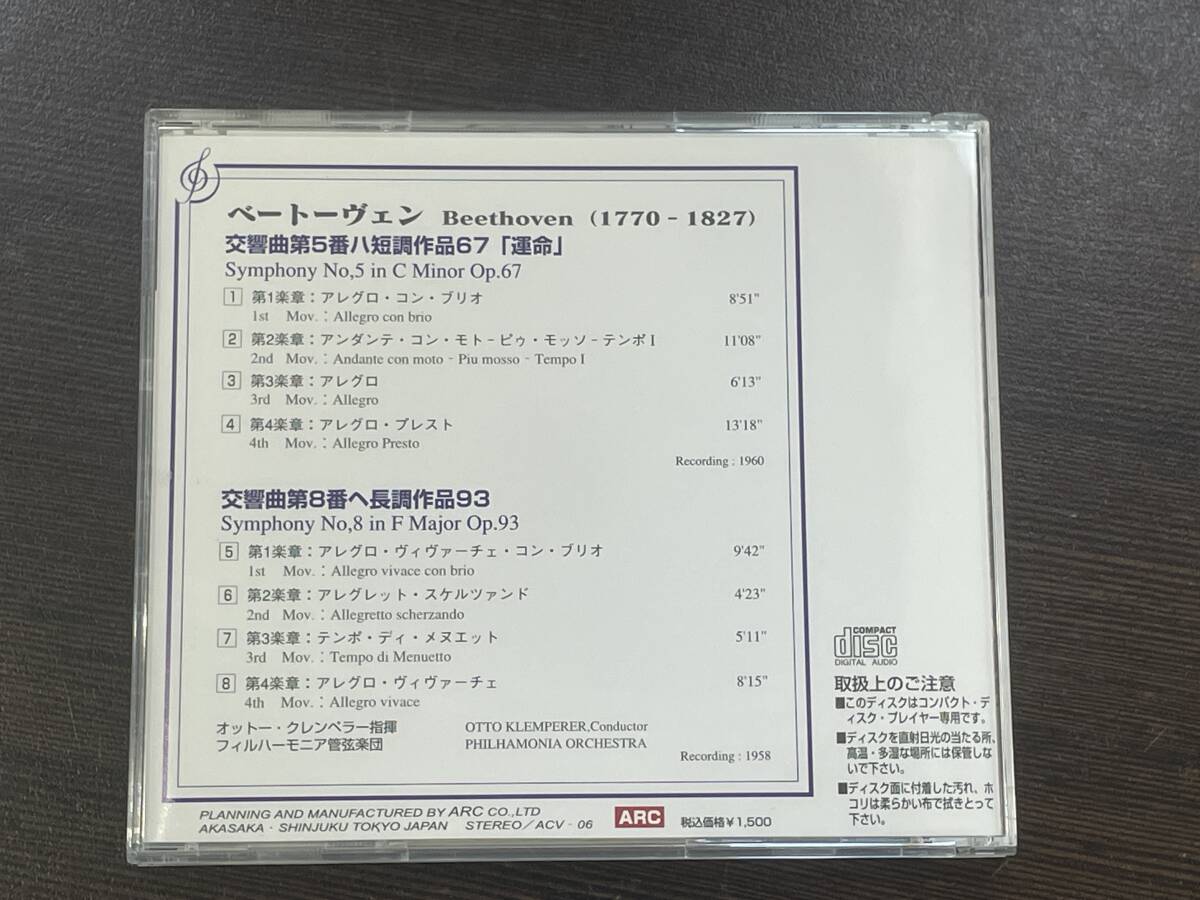 ベートーヴェン Beethoven (1770 - 1827)
交響曲第5番ハ短調作品67「運命」
Symphony No,5 in C Minor Op.67
1 第1楽章：アレグロ・コン・ブリオ 8'51"
1st Mov.：Allegro con brio
2 第2楽章：アンダンテ・コン・モト－ピゥ・モッソ－テンポI 11'08"
2nd Mov.：Andante con moto - Piu mosso - Tempo I
3 第3楽章：アレグロ 6'13"
3rd Mov.：Allegro
4 第4楽章：アレグロ・プレスト 13'18"
4th Mov.：Allegro Presto
Recording : 1960
交響曲第8番ヘ長調作品93
Symphony No,8 in F Major Op.93
5 第1楽章：アレグロ・ヴィヴァーチェ・コン・ブリオ 9'42"
1st Mov.：Allegro vivace con brio
6 第2楽章：アレグレット・スケルツァンド 4'23"
2nd Mov.：Allegretto scherzando
7 第3楽章：テンポ・ディ・メヌエット 5'11"
3rd Mov.：Tempo di Menuetto
8 第4楽章：アレグロ・ヴィヴァーチェ 8'15"
4th Mov.：Allegro vivace
オットー・クレンペラー指揮 OTTO KLEMPERER,Conductor
フィルハーモニア管弦楽団 PHILHAMONIA ORCHESTRA
Recording : 1958
PLANNING AND MANUFACTURED BY ARC CO.,LTD
AKASAKA・SHINJUKU TOKYO JAPAN STEREO／ACV - 06 ARC 税込価格￥1,500
COMPACT
disc
DIGITAL AUDIO
取扱上のご注意
■このディスクはコンパクト・デ
ィスク・プレイヤー専用です。
■ディスクを直射日光の当たる所、
高温・多湿な場所には保管しな
いで下さい。
■ディスク面に付着した汚れ、ホ
コリは柔らかい布で拭きとって
下さい。